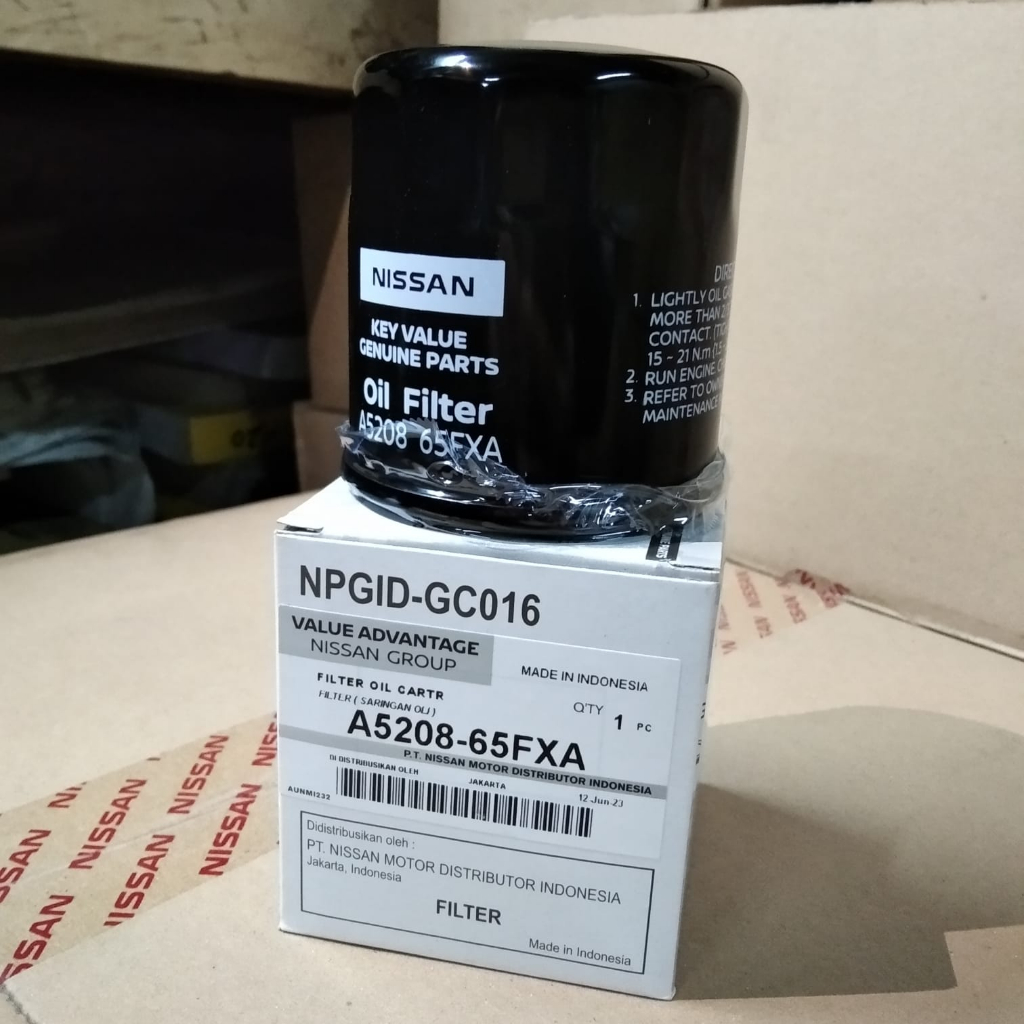 NISSAN
KEY VALUE
GENUINE PARTS
Oil Filter
A5208 65FXA
1. LIGHTLY OIL
MORE THAN
CONTACT.
15 ~ 21 N.m
2. RUN ENGINE,
3. REFER TO
MAINTENANCE
NPGID-GC016
VALUE ADVANTAGE
NISSAN GROUP
MADE IN INDONESIA
FILTER OIL CARTR
FILTER ( SARINGAN OLI )
Q'TY 1 PC
A5208-65FXA
P.T. NISSAN MOTOR DISTRIBUTOR INDONESIA
DI DISTRIBUSIKAN OLEH JAKARTA 12-Jun-23
AUNMI232
Didistribusikan oleh :
PT. NISSAN MOTOR DISTRIBUTOR INDONESIA
Jakarta, Indonesia
FILTER
Made in Indonesia
NISSAN
NISSAN
NISSAN
NISSAN
NISSAN